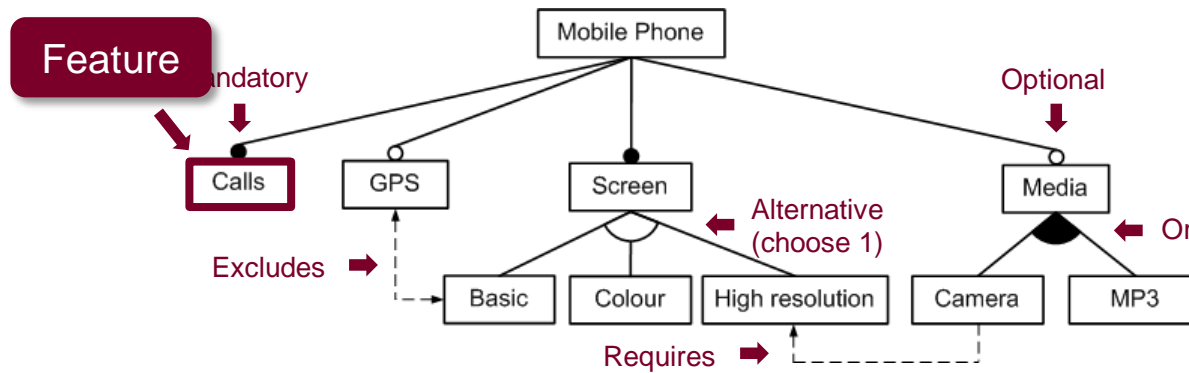 Mobile Phone
Feature
andatory
Optional
Calls
GPS
Screen
Media
Alternative
(choose 1)
Or
Excludes
Basic
Colour
High resolution
Camera
MP3
Requires